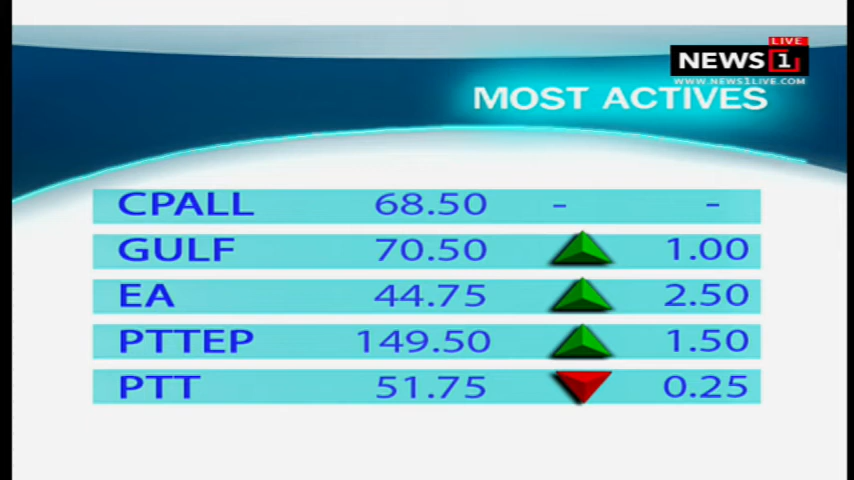 LIVE
NEWS 1
WWW.NEWS1LIVE.COM
MOST ACTIVES
CPALL 68.50 - -
GULF 70.50 1.00
EA 44.75 2.50
PTTEP 149.50 1.50
PTT 51.75 0.25